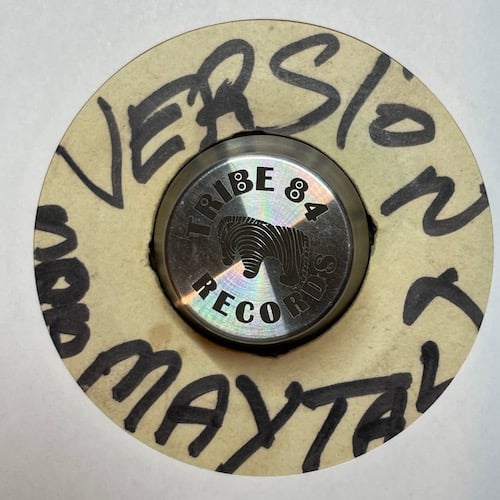 VERSION
TRIBE 84
RECORDS
MAYTAL